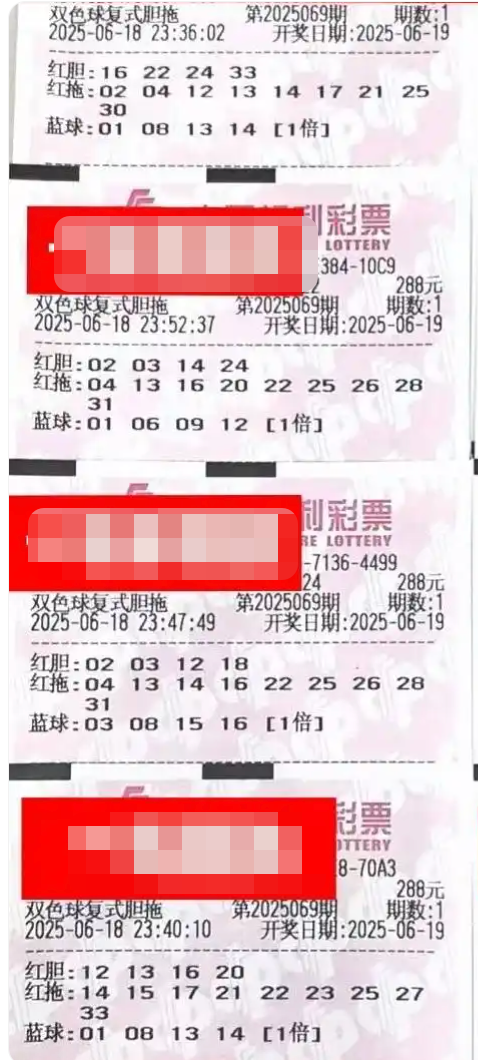 双色球复式胆拖 第2025069期 期数:1
2025-06-18 23:36:02 开奖日期:2025-06-19
红胆:16 22 24 33
红拖:02 04 12 13 14 17 21 25
30
蓝球:01 08 13 14 [1倍]
利彩票
LOTTERY
384-10C9
288元
双色球复式胆拖 第2025069期 期数:1
2025-06-18 23:52:37 开奖日期:2025-06-19
红胆:02 03 14 24
红拖:04 13 16 20 22 25 26 28
31
蓝球:01 06 09 12 [1倍]
利彩票
RE LOTTERY
-7136-4499
24 288元
双色球复式胆拖 第2025069期 期数:1
2025-06-18 23:47:49 开奖日期:2025-06-19
红胆:02 03 12 18
红拖:04 13 14 16 22 25 26 28
31
蓝球:03 08 15 16 [1倍]
彩票
OTTERY
8-70A3
288元
双色球复式胆拖 第2025069期 期数:1
2025-06-18 23:40:10 开奖日期:2025-06-19
红胆:12 13 16 20
红拖:14 15 17 21 22 23 25 27
33
蓝球:01 08 13 14 [1倍]